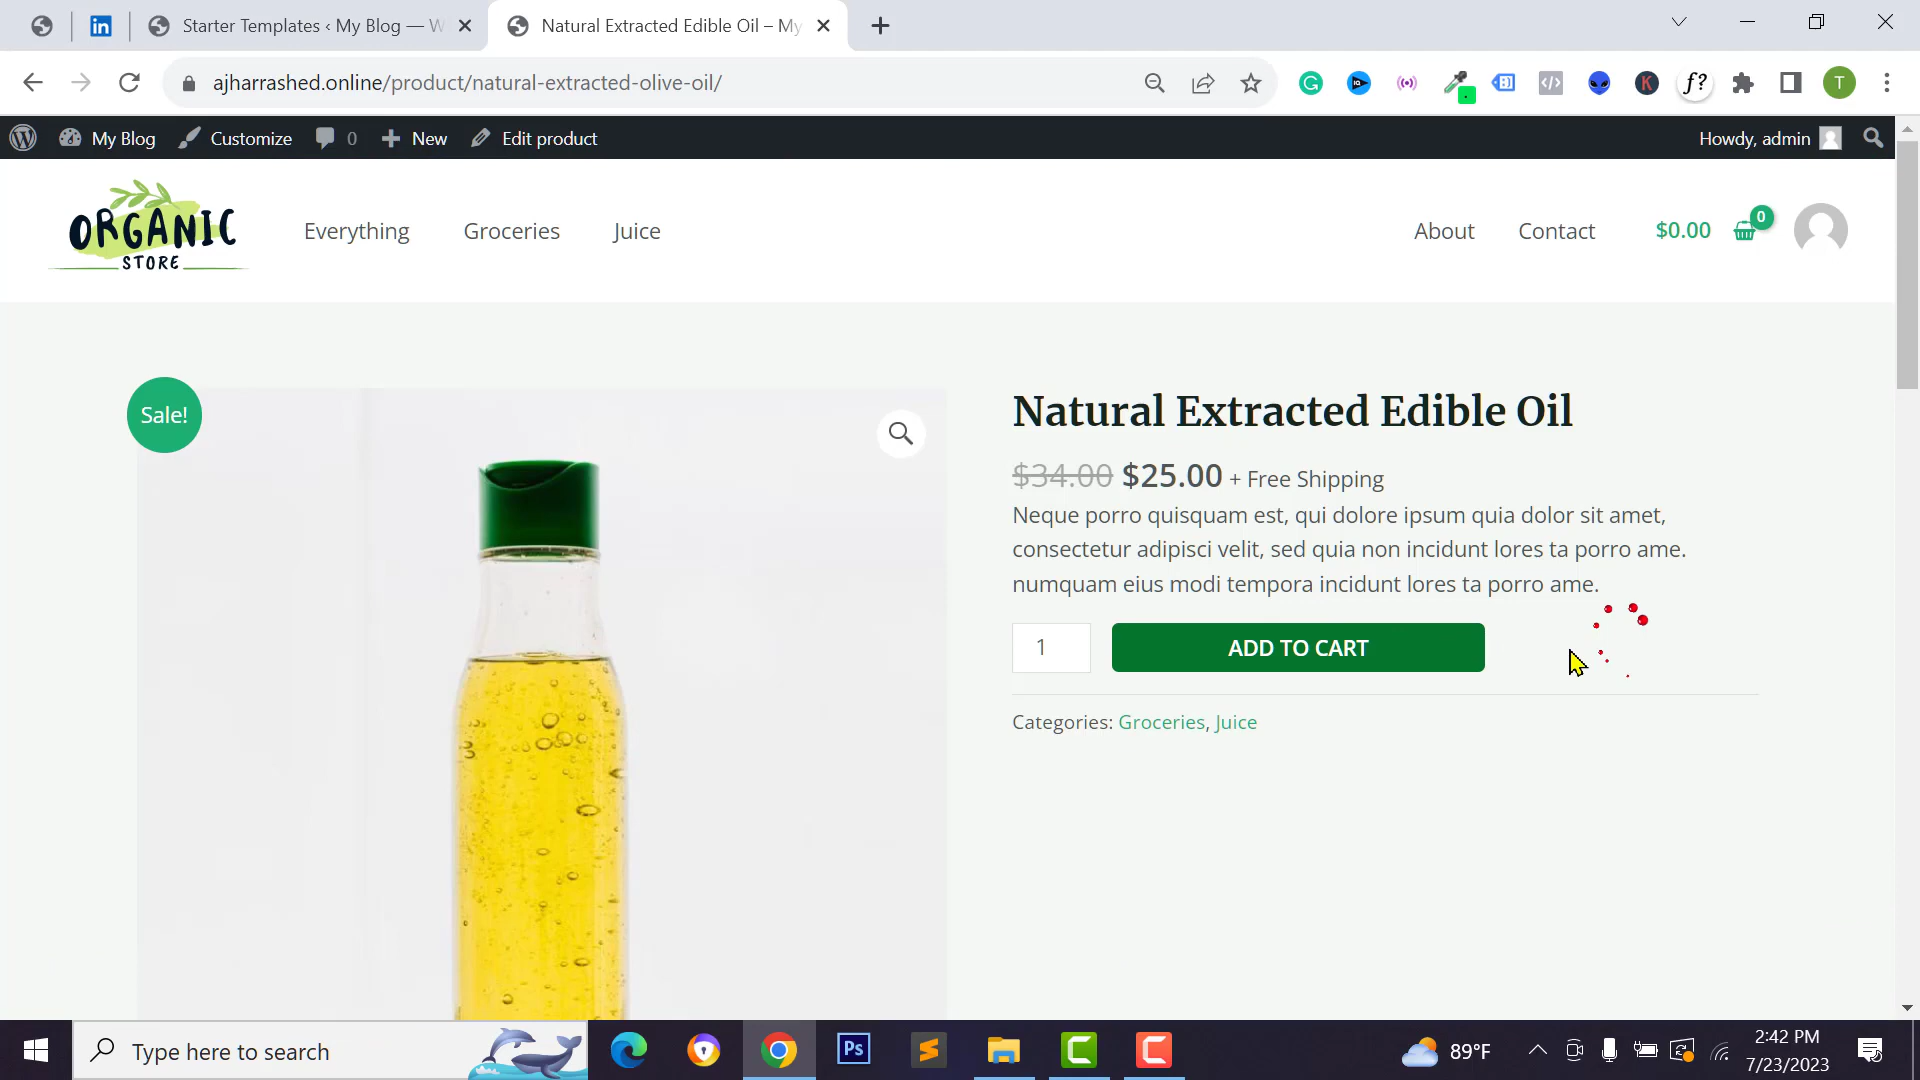 Starter Templates ‹ My Blog — W
Natural Extracted Edible Oil – My
ajharrashed.online/product/natural-extracted-olive-oil/
T
My Blog
Customize
0
New
Edit product
Howdy, admin
ORGANIC
STORE
Everything
Groceries
Juice
About
Contact
$0.00
0
Sale!
Natural Extracted Edible Oil
$34.00 $25.00 + Free Shipping
Neque porro quisquam est, qui dolore ipsum quia dolor sit amet,
consectetur adipisci velit, sed quia non incidunt lores ta porro ame.
numquam eius modi tempora incidunt lores ta porro ame.
1
ADD TO CART
Categories: Groceries, Juice
Type here to search
Ps
89°F
2:42 PM
7/23/2023